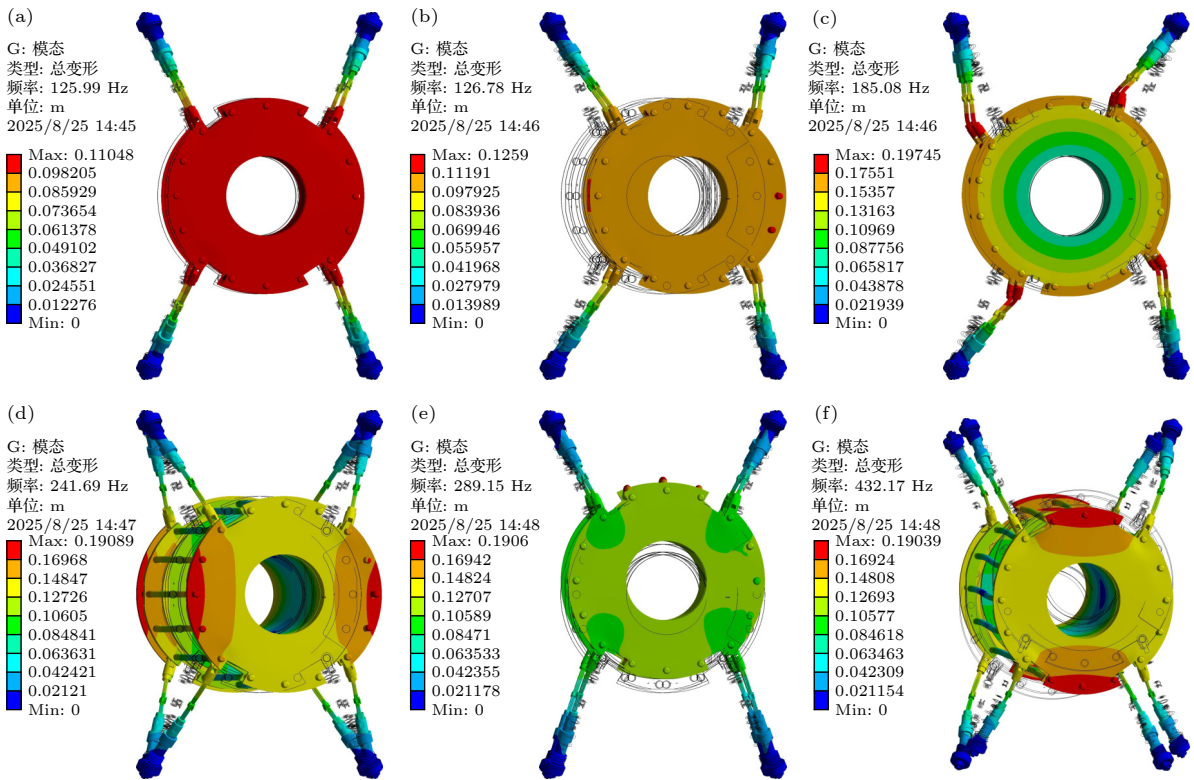 (a)
G: 模态
类型: 总变形
频率: 125.99 Hz
单位: m
2025/8/25 14:45
Max: 0.11048
0.098205
0.085929
0.073654
0.061378
0.049102
0.036827
0.024551
0.012276
Min: 0
(b)
G: 模态
类型: 总变形
频率: 126.78 Hz
单位: m
2025/8/25 14:46
Max: 0.1259
0.11191
0.097925
0.083936
0.069946
0.055957
0.041968
0.027979
0.013989
Min: 0
(c)
G: 模态
类型: 总变形
频率: 185.08 Hz
单位: m
2025/8/25 14:46
Max: 0.19745
0.17551
0.15357
0.13163
0.10969
0.087756
0.065817
0.043878
0.021939
Min: 0
(d)
G: 模态
类型: 总变形
频率: 241.69 Hz
单位: m
2025/8/25 14:47
Max: 0.19089
0.16968
0.14847
0.12726
0.10605
0.084841
0.063631
0.042421
0.02121
Min: 0
(e)
G: 模态
类型: 总变形
频率: 289.15 Hz
单位: m
2025/8/25 14:48
Max: 0.1906
0.16942
0.14824
0.12707
0.10589
0.08471
0.063533
0.042355
0.021178
Min: 0
(f)
G: 模态
类型: 总变形
频率: 432.17 Hz
单位: m
2025/8/25 14:48
Max: 0.19039
0.16924
0.14808
0.12693
0.10577
0.084618
0.063463
0.042309
0.021154
Min: 0